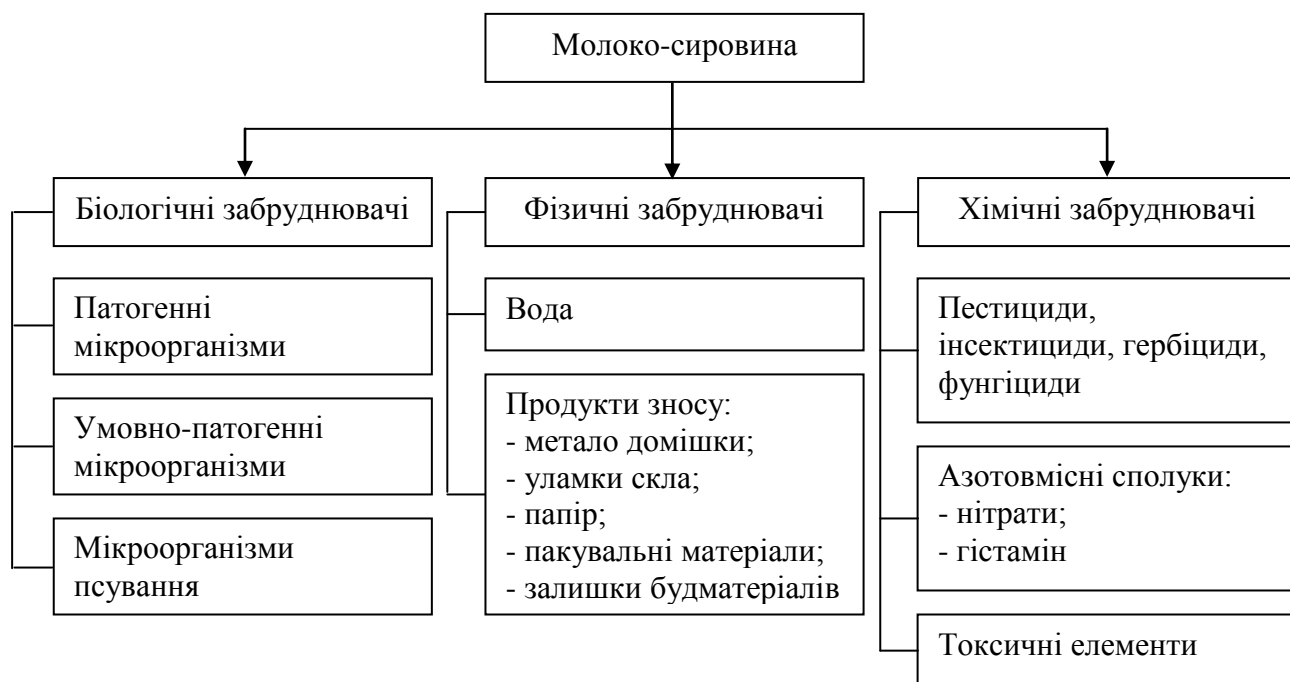 Молоко-сировина
Біологічні забруднювачі
Патогенні
мікроорганізми
Умовно-патогенні
мікроорганізми
Мікроорганізми
псування
Фізичні забруднювачі
Вода
Продукти зносу:
- метало домішки;
- уламки скла;
- папір;
- пакувальні матеріали;
- залишки будматеріалів
Хімічні забруднювачі
Пестициди,
інсектициди, гербіциди,
фунгіциди
Азотовмісні сполуки:
- нітрати;
- гістамін
Токсичні елементи